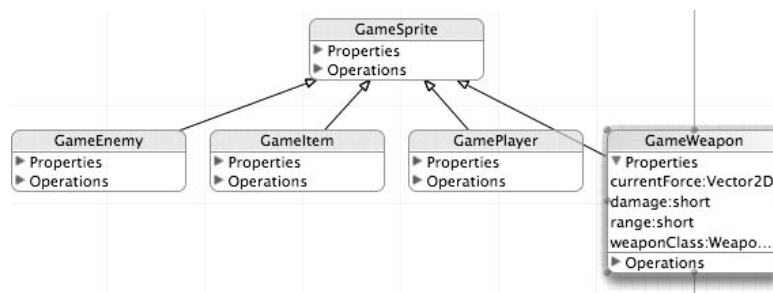 GameSprite
Properties
Operations
GameEnemy
Properties
Operations
GameItem
Properties
Operations
GamePlayer
Properties
Operations
GameWeapon
Properties
currentForce:Vector2D
damage:short
range:short
weaponClass:Weapo...
Operations